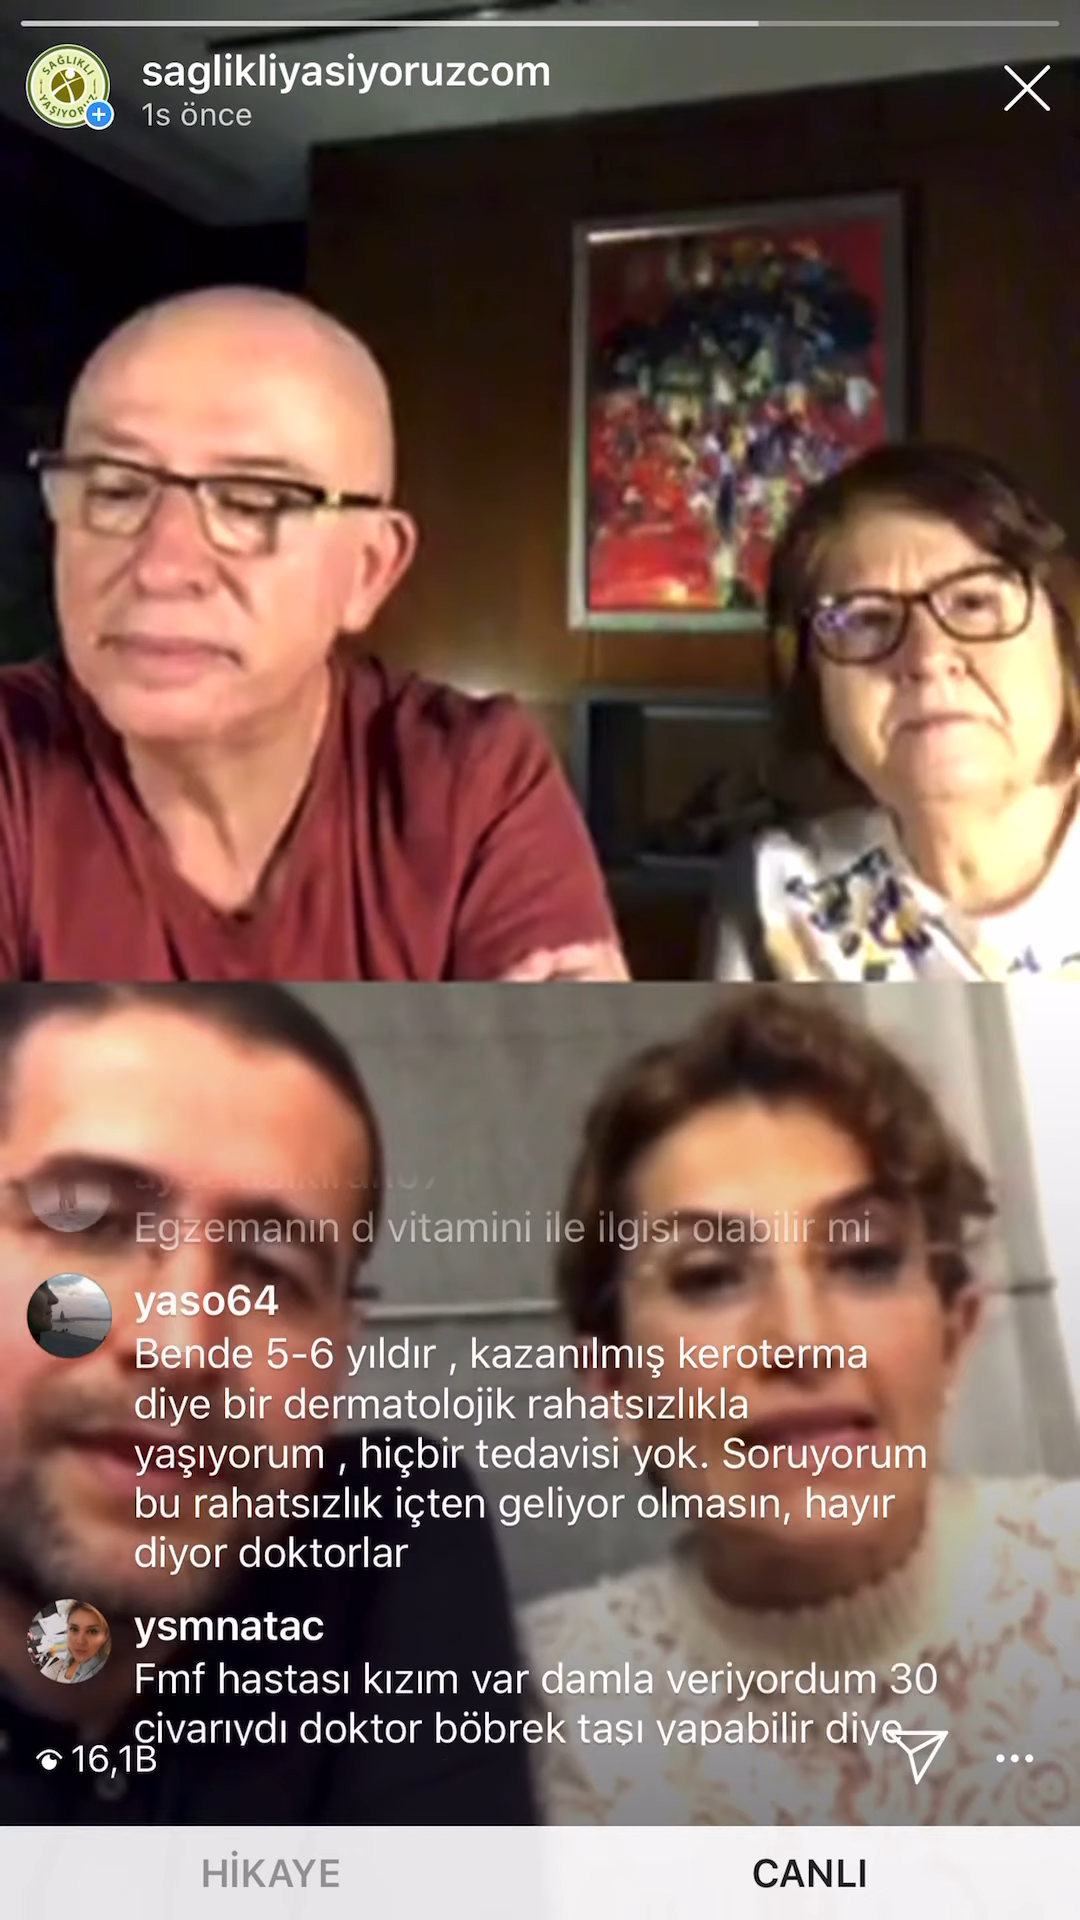 SAĞLIKLI
YAŞIYORUZ
saglikliyasiyoruzcom
1s önce
Egzemanın d vitamini ile ilgisi olabilir mi
yaso64
Bende 5-6 yıldır , kazanılmış keroterma
diye bir dermatolojik rahatsızlıkla
yaşıyorum , hiçbir tedavisi yok. Soruyorum
bu rahatsızlık içten geliyor olmasın, hayır
diyor doktorlar
ysmnatac
Fmf hastası kızım var damla veriyordum 30
civarıydı doktor böbrek taşı yapabilir diye
16,1B
HİKAYE
CANLI